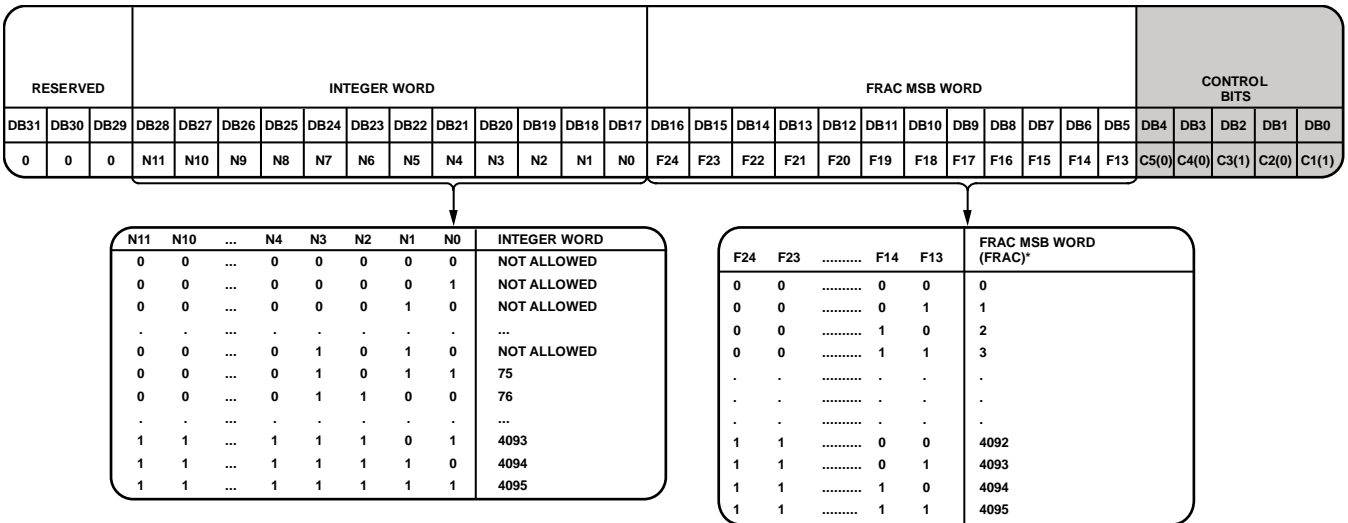 RESERVED INTEGER WORD FRAC MSB WORD CONTROL
BITS
DB31 DB30 DB29 DB28 DB27 DB26 DB25 DB24 DB23 DB22 DB21 DB20 DB19 DB18 DB17 DB16 DB15 DB14 DB13 DB12 DB11 DB10 DB9 DB8 DB7 DB6 DB5 DB4 DB3 DB2 DB1 DB0
0 0 0 N11 N10 N9 N8 N7 N6 N5 N4 N3 N2 N1 N0 F24 F23 F22 F21 F20 F19 F18 F17 F16 F15 F14 F13 C5(0) C4(0) C3(1) C2(0) C1(1)
N11 N10 ... N4 N3 N2 N1 N0 INTEGER WORD
0 0 ... 0 0 0 0 0 NOT ALLOWED
0 0 ... 0 0 0 0 1 NOT ALLOWED
0 0 ... 0 0 0 1 0 NOT ALLOWED
. . ... . . . . . ...
0 0 ... 0 1 0 1 0 NOT ALLOWED
0 0 ... 0 1 0 1 1 75
0 0 ... 0 1 1 0 0 76
. . ... . . . . . ...
1 1 ... 1 1 1 0 1 4093
1 1 ... 1 1 1 1 0 4094
1 1 ... 1 1 1 1 1 4095
FRAC MSB WORD
F24 F23 .......... F14 F13 (FRAC)*
0 0 .......... 0 0 0
0 0 .......... 0 1 1
0 0 .......... 1 0 2
0 0 .......... 1 1 3
. . .......... . . .
. . .......... . . .
. . .......... . . .
1 1 .......... 0 0 4092
1 1 .......... 0 1 4093
1 1 .......... 1 0 4094
1 1 ......... 1 1 4095